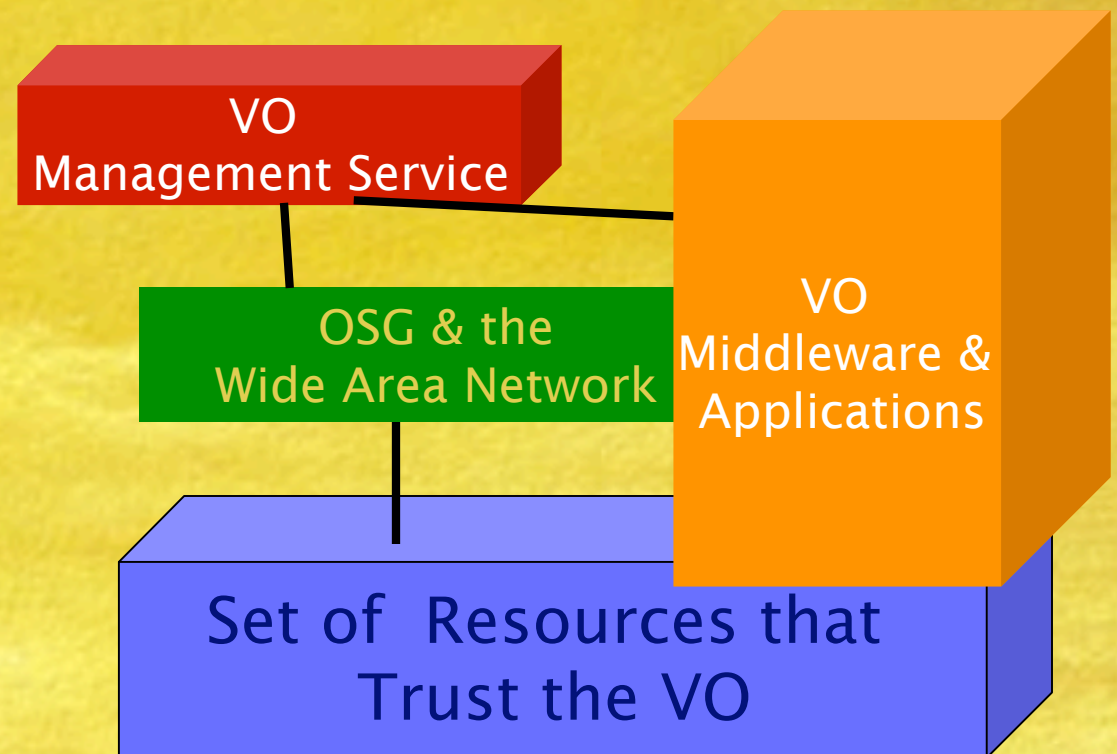 VO
Management Service
OSG & the
Wide Area Network
VO
Middleware &
Applications
Set of Resources that
Trust the VO